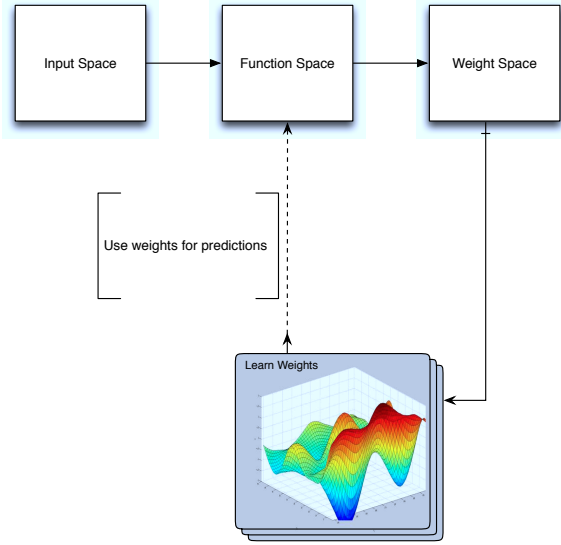 Input Space
Function Space
Weight Space
Use weights for predictions
Learn Weights